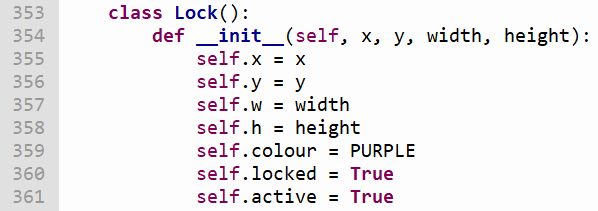 353 class Lock():
354 def __init__(self, x, y, width, height):
355 self.x = x
356 self.y = y
357 self.w = width
358 self.h = height
359 self.colour = PURPLE
360 self.locked = True
361 self.active = True